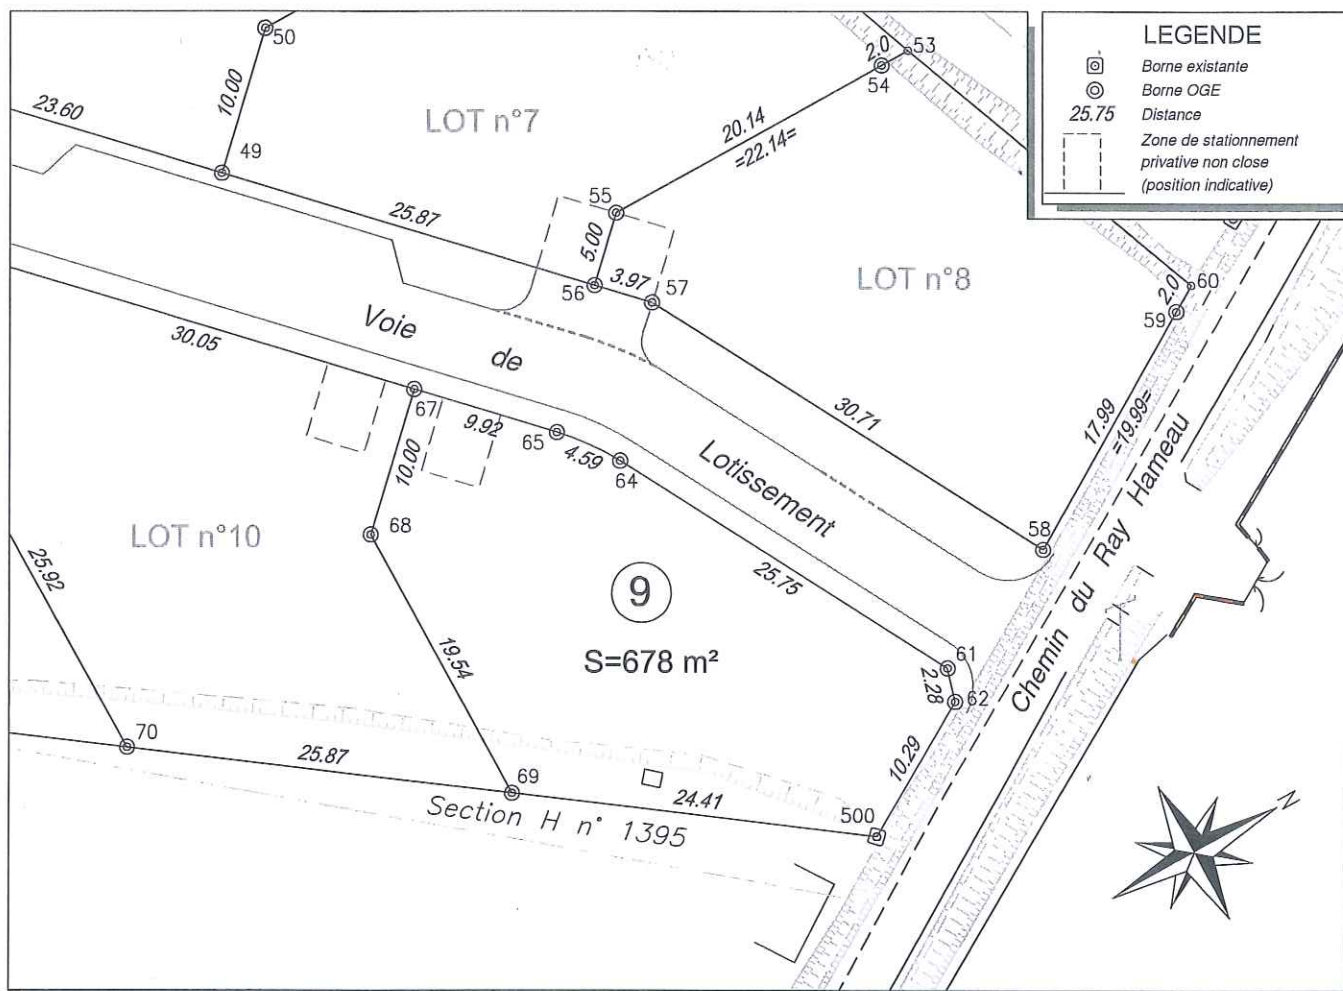 LEGENDE
Borne existante
Borne OGE
25.75 Distance
Zone de stationnement
privative non close
(position indicative)
50
53
2.0
54
10.00
23.60
LOT n°7
20.14
=22.14=
49
55
25.87
5.00
3.97
56
57
LOT n°8
60
2.0
59
Voie
de
Lotissement
30.05
67
9.92
65
4.59
64
30.71
17.99
=19.99=
10.00
68
58
LOT n°10
25.92
25.75
9
S=678 m²
19.54
61
2.28
62
Chemin du Ray Hameau
70
25.87
69
24.41
10.29
500
Section H n° 1395
N